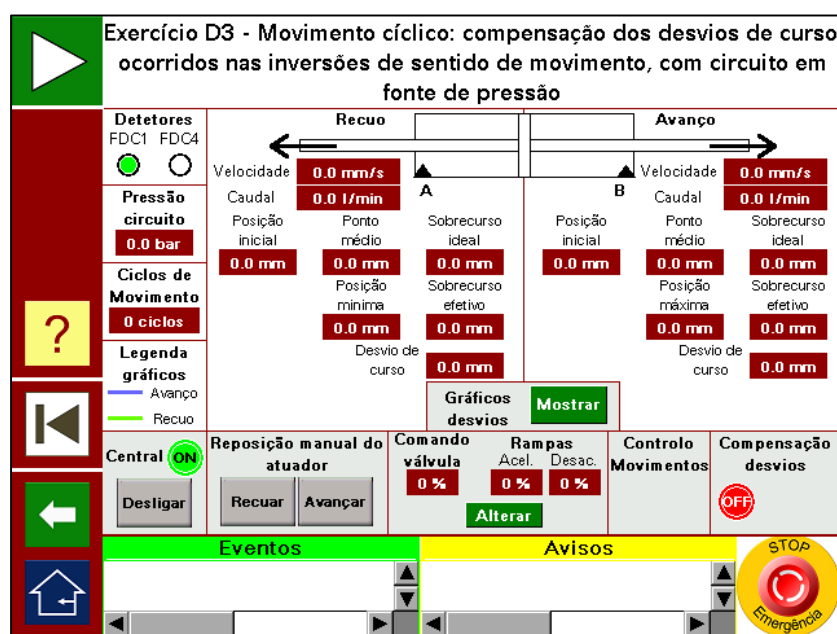 Exercício D3 - Movimento cíclico: compensação dos desvios de curso
ocorridos nas inversões de sentido de movimento, com circuito em
fonte de pressão
Detetores
FDC1 FDC4
Pressão
circuito
0.0 bar
Ciclos de
Movimento
0 ciclos
Legenda
gráficos
Avanço
Recuo
Recuo
Velocidade 0.0 mm/s
Caudal 0.0 l/min
A
Posição
inicial
0.0 mm
Ponto
médio
0.0 mm
Sobrecurso
ideal
0.0 mm
Posição
minima
0.0 mm
Sobrecurso
efetivo
0.0 mm
Desvio de
curso
0.0 mm
Avanço
Velocidade 0.0 mm/s
B
Caudal 0.0 l/min
Posição
inicial
0.0 mm
Ponto
médio
0.0 mm
Sobrecurso
ideal
0.0 mm
Posição
máxima
0.0 mm
Sobrecurso
efetivo
0.0 mm
Desvio de
curso
0.0 mm
Gráficos
desvios
Mostrar
?
Central ON
Desligar
Reposição manual do
atuador
Recuar Avançar
Comando
válvula
0 %
Rampas
Acel. Desac.
0 % 0 %
Alterar
Controlo
Movimentos
Compensação
desvios
OFF
Eventos
Avisos
STOP
Emergência